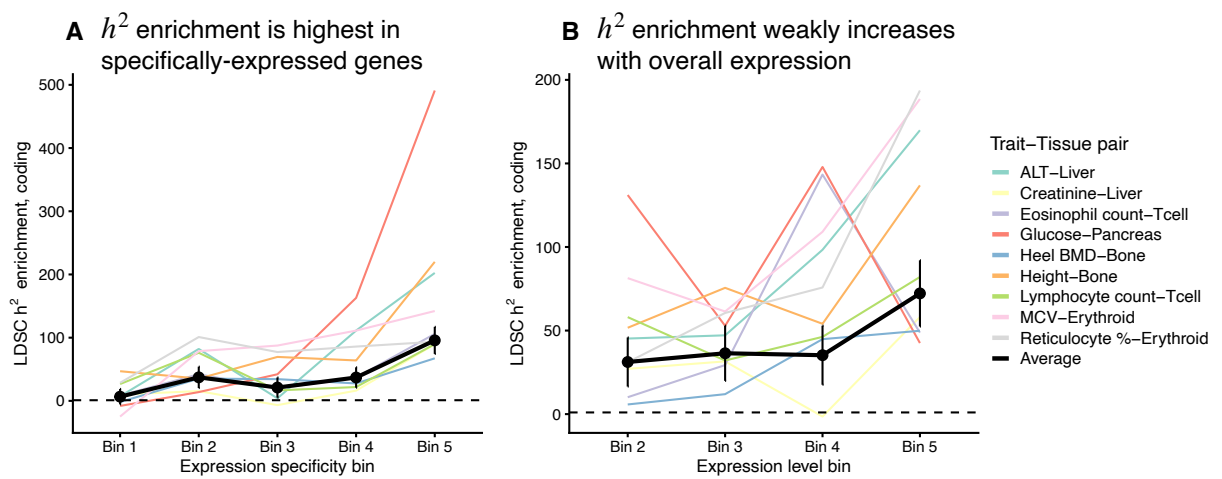 A h² enrichment is highest in
specifically-expressed genes
LDSC h² enrichment, coding
500
400
300
200
100
0
Bin 1 Bin 2 Bin 3 Bin 4 Bin 5
Expression specificity bin
B h² enrichment weakly increases
with overall expression
LDSC h² enrichment, coding
200
150
100
50
0
Bin 2 Bin 3 Bin 4 Bin 5
Expression level bin
Trait−Tissue pair
ALT−Liver
Creatinine−Liver
Eosinophil count−Tcell
Glucose−Pancreas
Heel BMD−Bone
Height−Bone
Lymphocyte count−Tcell
MCV−Erythroid
Reticulocyte %−Erythroid
Average